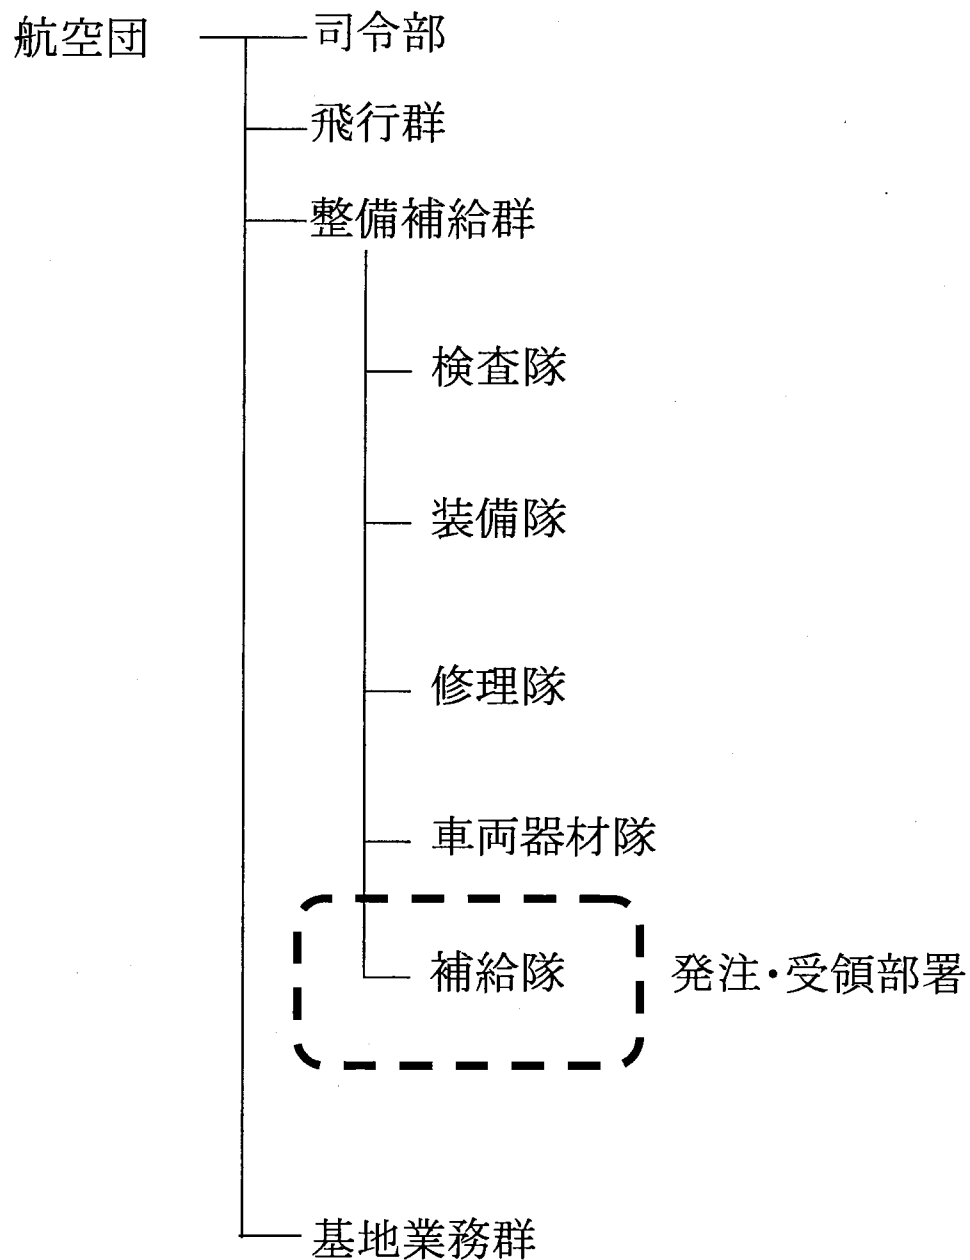 航空団
司令部
飛行群
整備補給群
検査隊
装備隊
修理隊
車両器材隊
補給隊
発注・受領部署
基地業務群